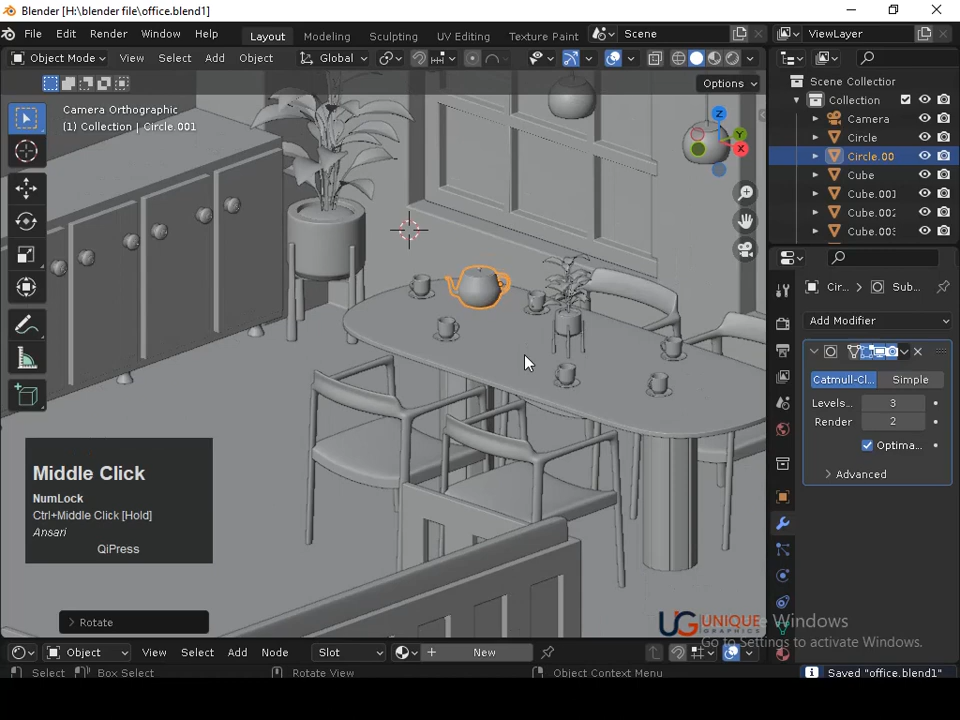 Blender [H:\blender file\office.blend1]
File Edit Render Window Help Layout Modeling Sculpting UV Editing Texture Paint Scene ViewLayer
Object Mode View Select Add Object Global
Options
Camera Orthographic
(1) Collection | Circle.001
Z
Y
X
Scene Collection
Collection
Camera
Circle
Circle.00
Cube
Cube.001
Cube.002
Cube.003
Cir... Sub...
Add Modifier
Catmull-Cl... Simple
Levels... 3
Render 2
Optima...
Advanced
Middle Click
NumLock
Ctrl+Middle Click [Hold]
Ansari
QiPress
Rotate
UG UNIQUE
GRAPHICS
Windows
Go to Settings to activate Windows.
Object View Select Add Node Slot New
Select Box Select Rotate View Object Context Menu Saved "office.blend1"